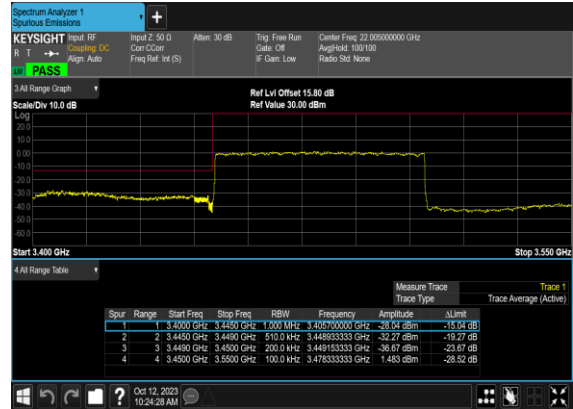 Spectrum Analyzer 1
Spurious Emissions
KEYSIGHT Input: RF Input Z: 50 Ω Atten: 30 dB Trig: Free Run Center Freq: 22.005000000 GHz
R T Coupling: DC Corr CCorr Gate: Off Avg|Hold: 100/100
Align: Auto Freq Ref: Int (S) IF Gain: Low Radio Std: None
PASS
3 All Range Graph
Ref Lvl Offset 15.80 dB
Scale/Div 10.0 dB Ref Value 30.00 dBm
Log
20.0
10.0
0.00
-10.0
-20.0
-30.0
-40.0
-50.0
-60.0
Start 3.400 GHz Stop 3.550 GHz
4 All Range Table
Measure Trace Trace 1
Trace Type Trace Average (Active)
Spur Range Start Freq Stop Freq RBW Frequency Amplitude ΔLimit
1 1 3.4000 GHz 3.4450 GHz 1.000 MHz 3.405700000 GHz -28.04 dBm -15.04 dB
2 2 3.4450 GHz 3.4490 GHz 510.0 kHz 3.448933333 GHz -32.27 dBm -19.27 dB
3 3 3.4490 GHz 3.4500 GHz 200.0 kHz 3.449153333 GHz -36.67 dBm -23.67 dB
4 4 3.4500 GHz 3.5500 GHz 100.0 kHz 3.478333333 GHz 1.483 dBm -28.52 dB
? Oct 12, 2023
10:24:28 AM